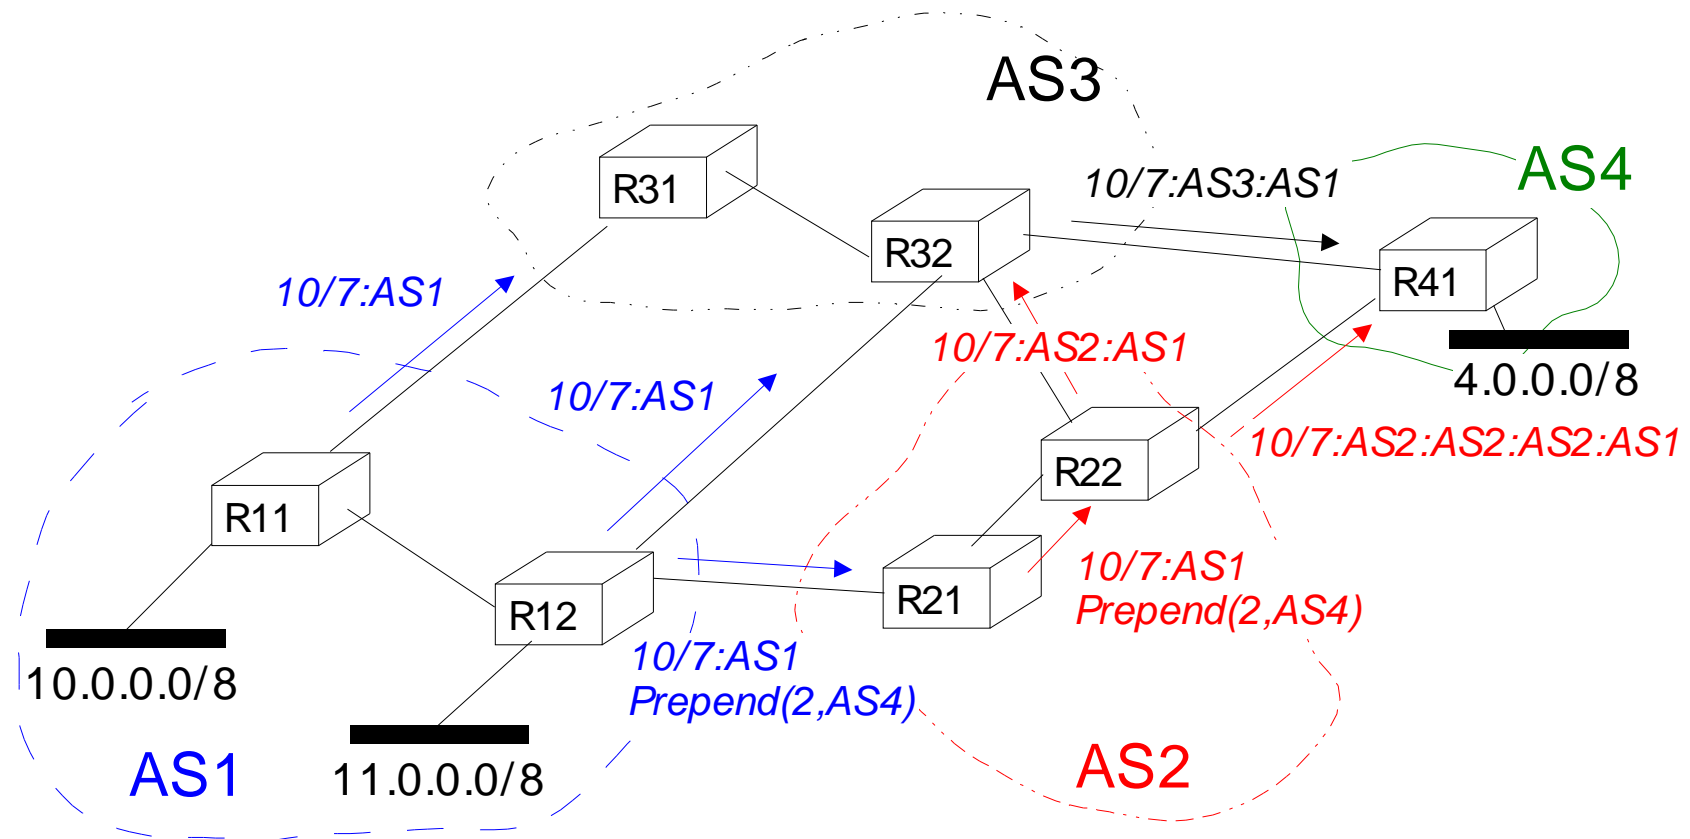 AS3
AS4
R31
10/7:AS3:AS1
R32
R41
10/7:AS1
10/7:AS2:AS1
4.0.0.0/8
10/7:AS1
10/7:AS2:AS2:AS2:AS1
R22
R11
10/7:AS1
Prepend(2,AS4)
R21
R12
10/7:AS1
Prepend(2,AS4)
10.0.0.0/8
11.0.0.0/8
AS1
AS2